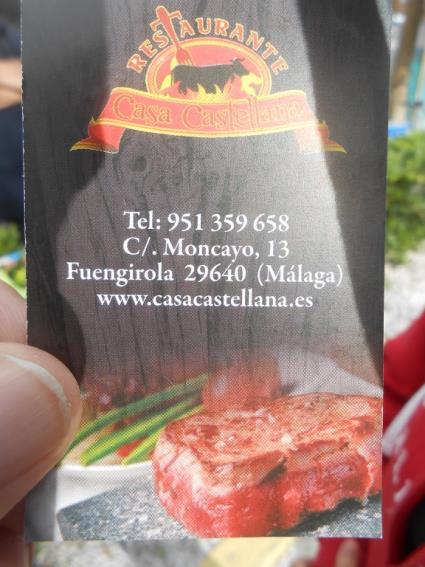 RESTAURANTE
Casa Castellana
Tel: 951 359 658
C/. Moncayo, 13
Fuengirola 29640 (Málaga)
www.casacastellana.es